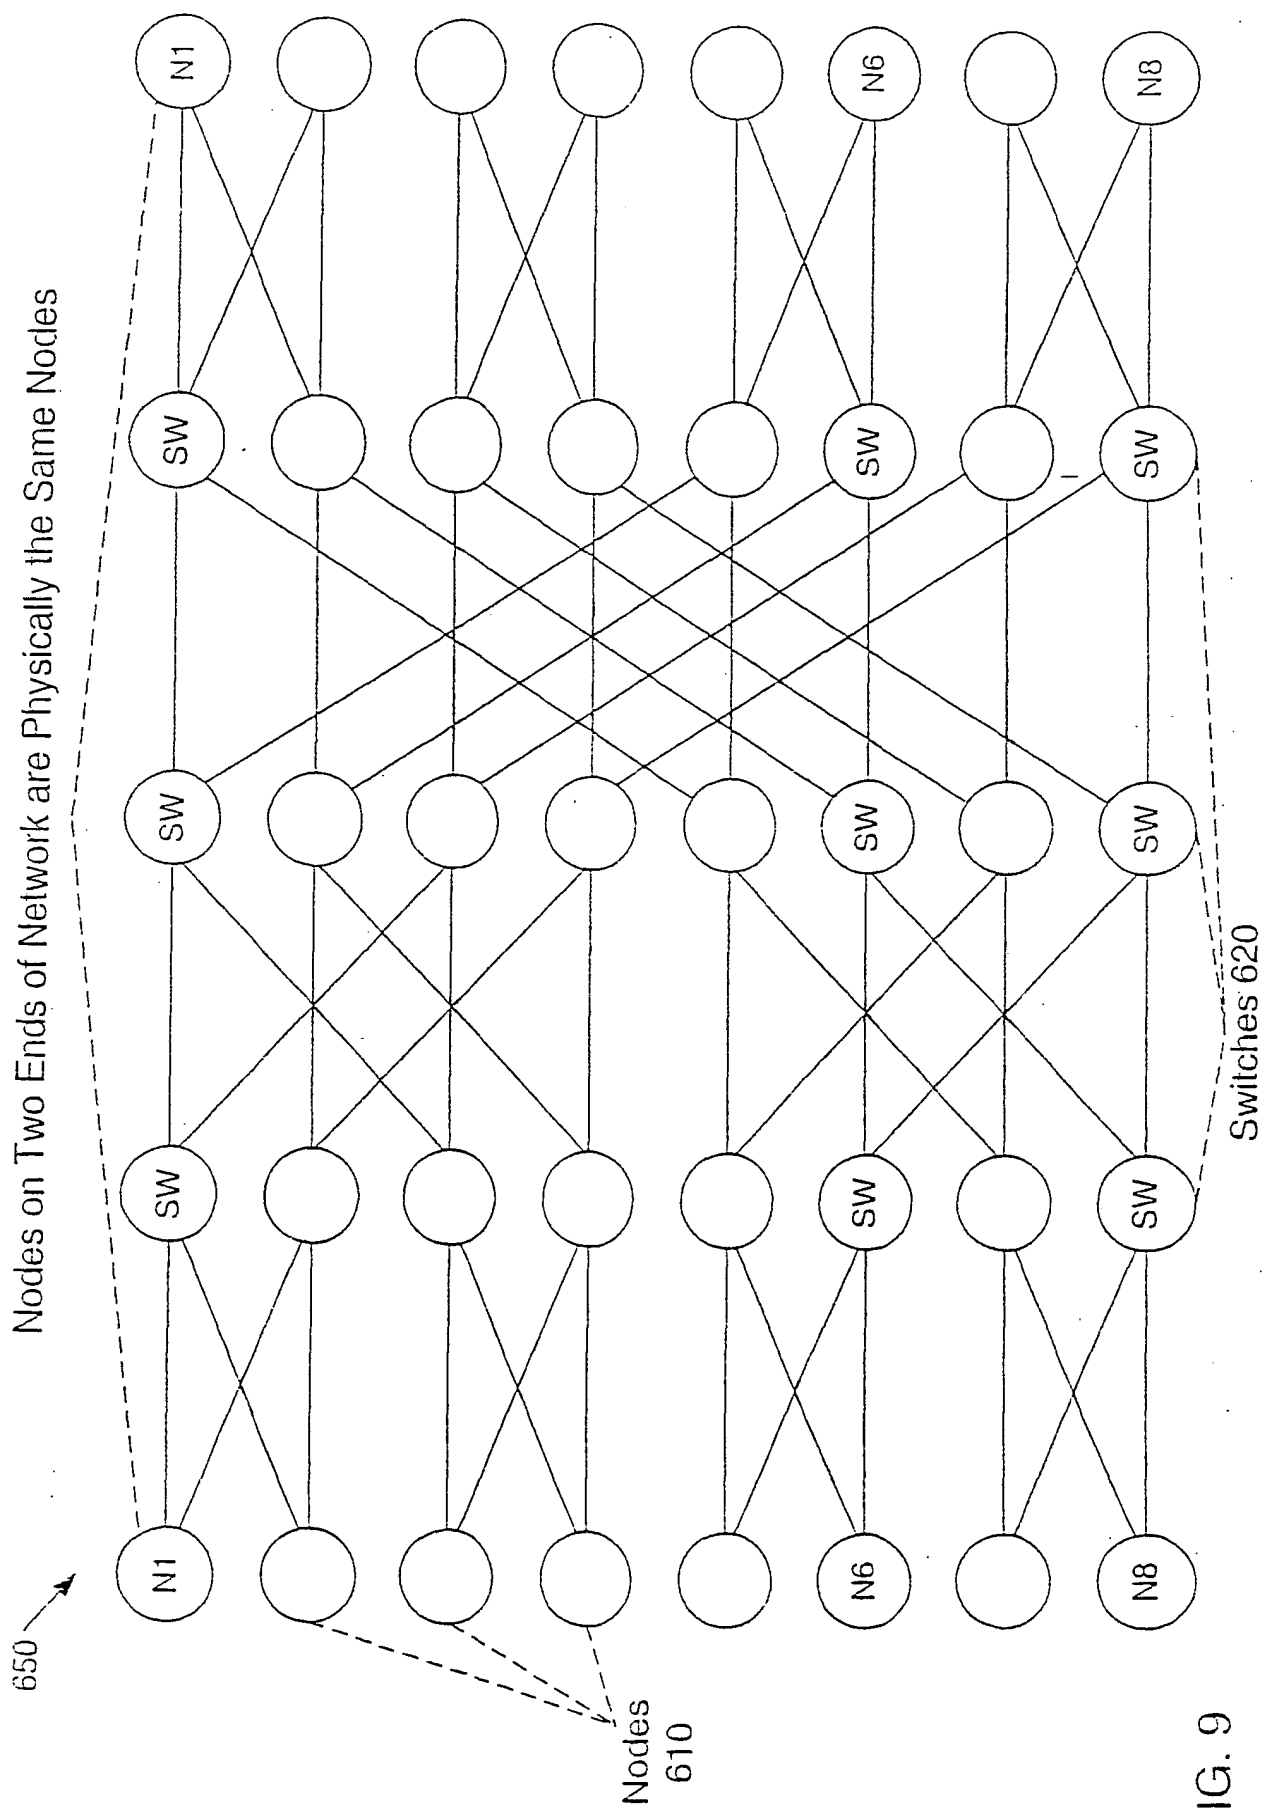 Nodes on Two Ends of Network are Physically the Same Nodes
650
N1
SW
SW
SW
N1
N6
SW
SW
SW
N6
N8
SW
SW
SW
N8
Nodes
610
Switches 620
IG. 9